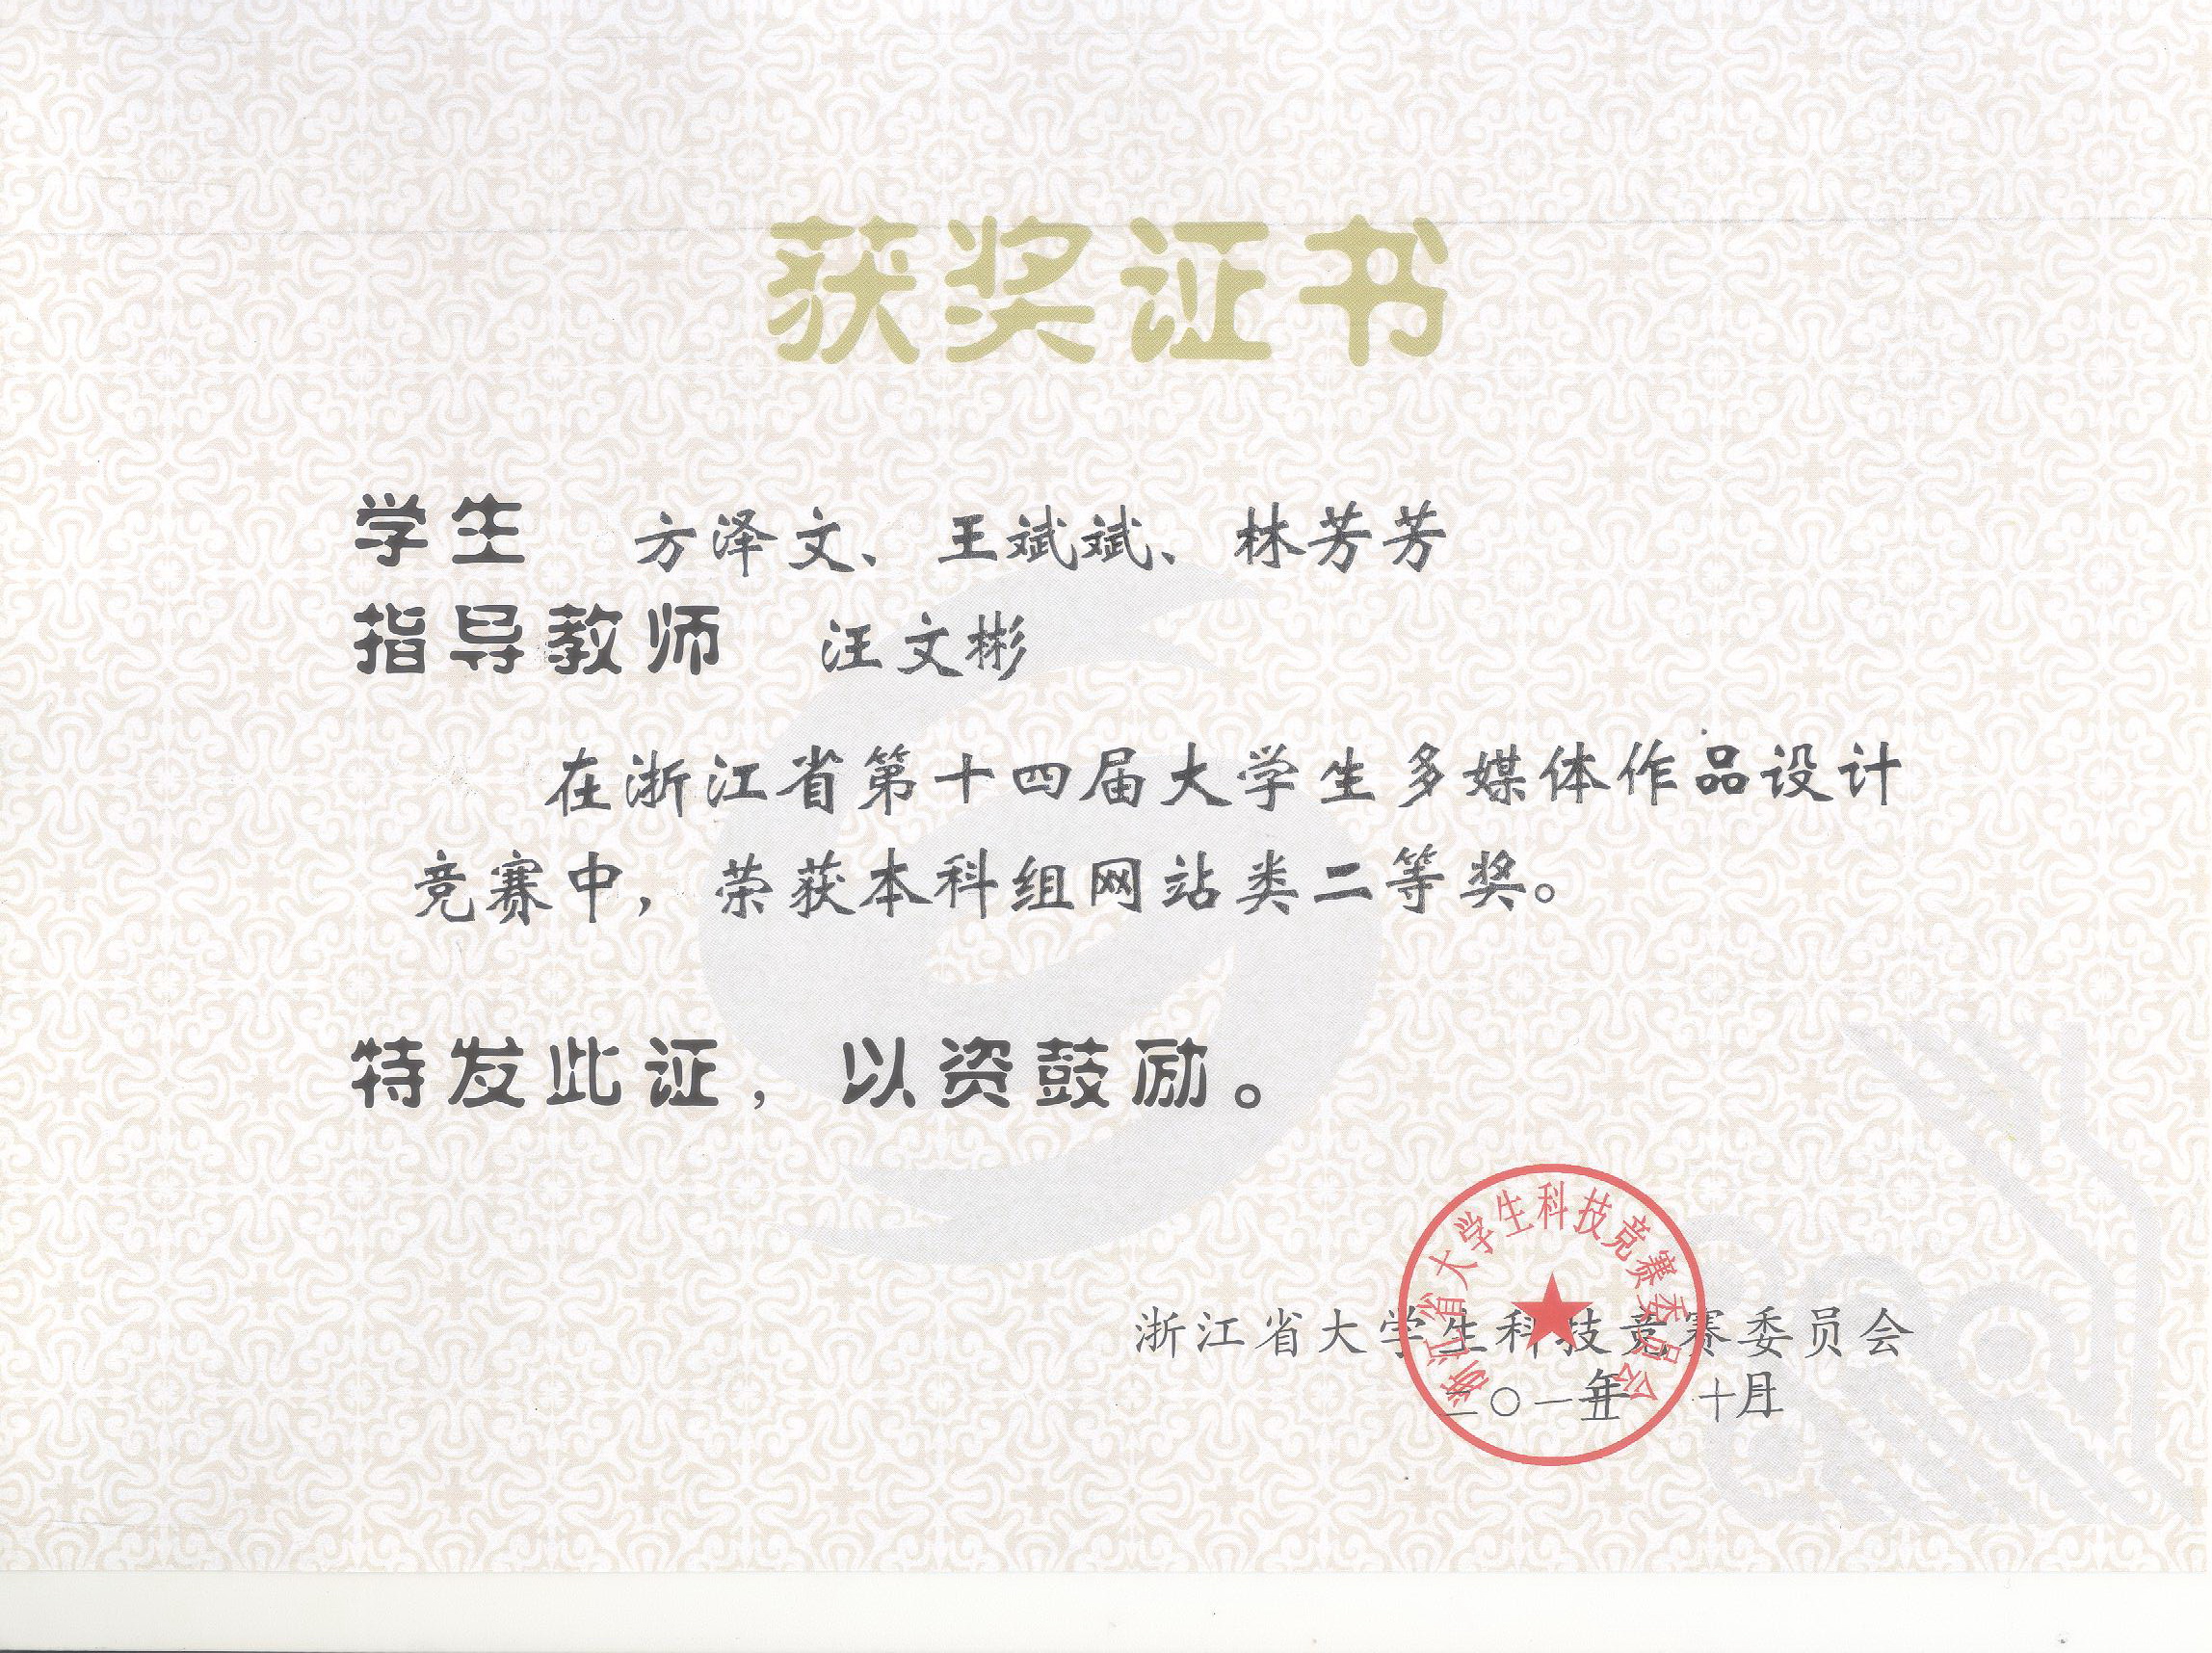 获奖证书
学生 方泽文、王斌斌、林芳芳
指导教师 汪文彬
在浙江省第十四届大学生多媒体作品设计
竞赛中，荣获本科组网站类二等奖。
特发此证，以资鼓励。
浙江省大学生科技竞赛委员会
浙江省大学生科技竞赛委员会
二〇一五年 十月